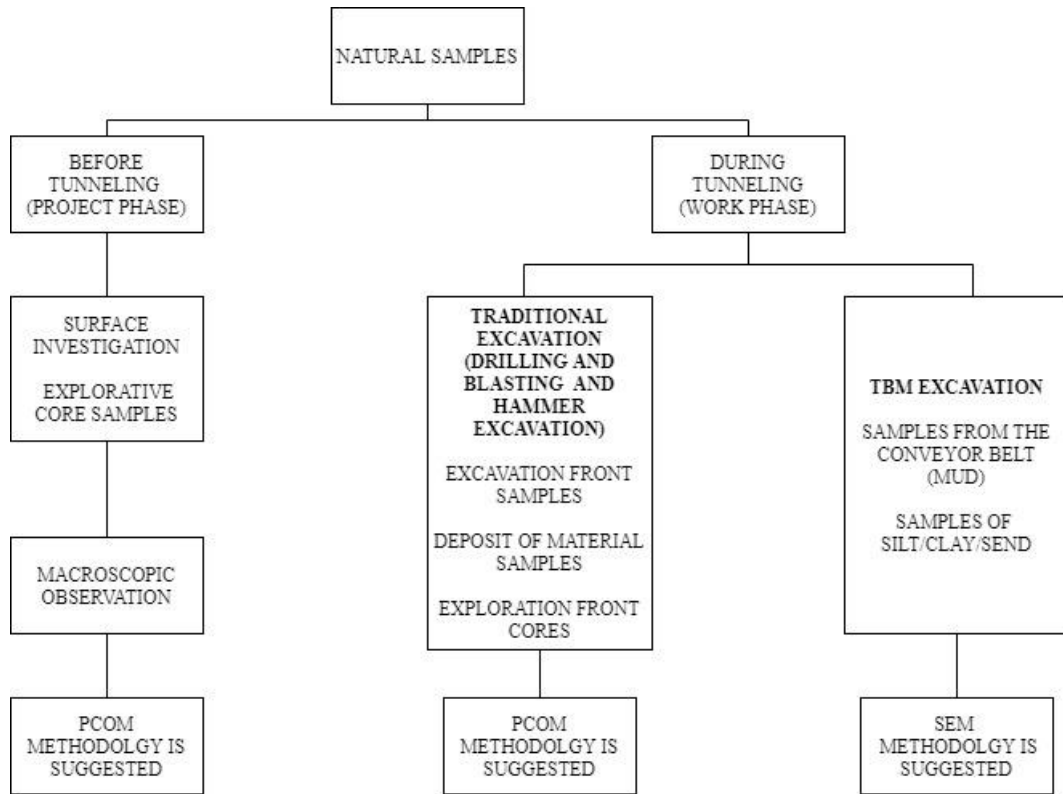 NATURAL SAMPLES
BEFORE
TUNNELING
(PROJECT PHASE)
DURING
TUNNELING
(WORK PHASE)
SURFACE
INVESTIGATION
EXPLORATIVE
CORE SAMPLES
TRADITIONAL
EXCAVATION
(DRILLING AND
BLASTING AND
HAMMER
EXCAVATION)
EXCAVATION FRONT
SAMPLES
DEPOSIT OF MATERIAL
SAMPLES
EXPLORATION FRONT
CORES
TBM EXCAVATION
SAMPLES FROM THE
CONVEYOR BELT
(MUD)
SAMPLES OF
SILT/CLAY/SEND
MACROSCOPIC
OBSERVATION
PCOM
METHODOLGY IS
SUGGESTED
PCOM
METHODOLGY IS
SUGGESTED
SEM
METHODOLGY IS
SUGGESTED